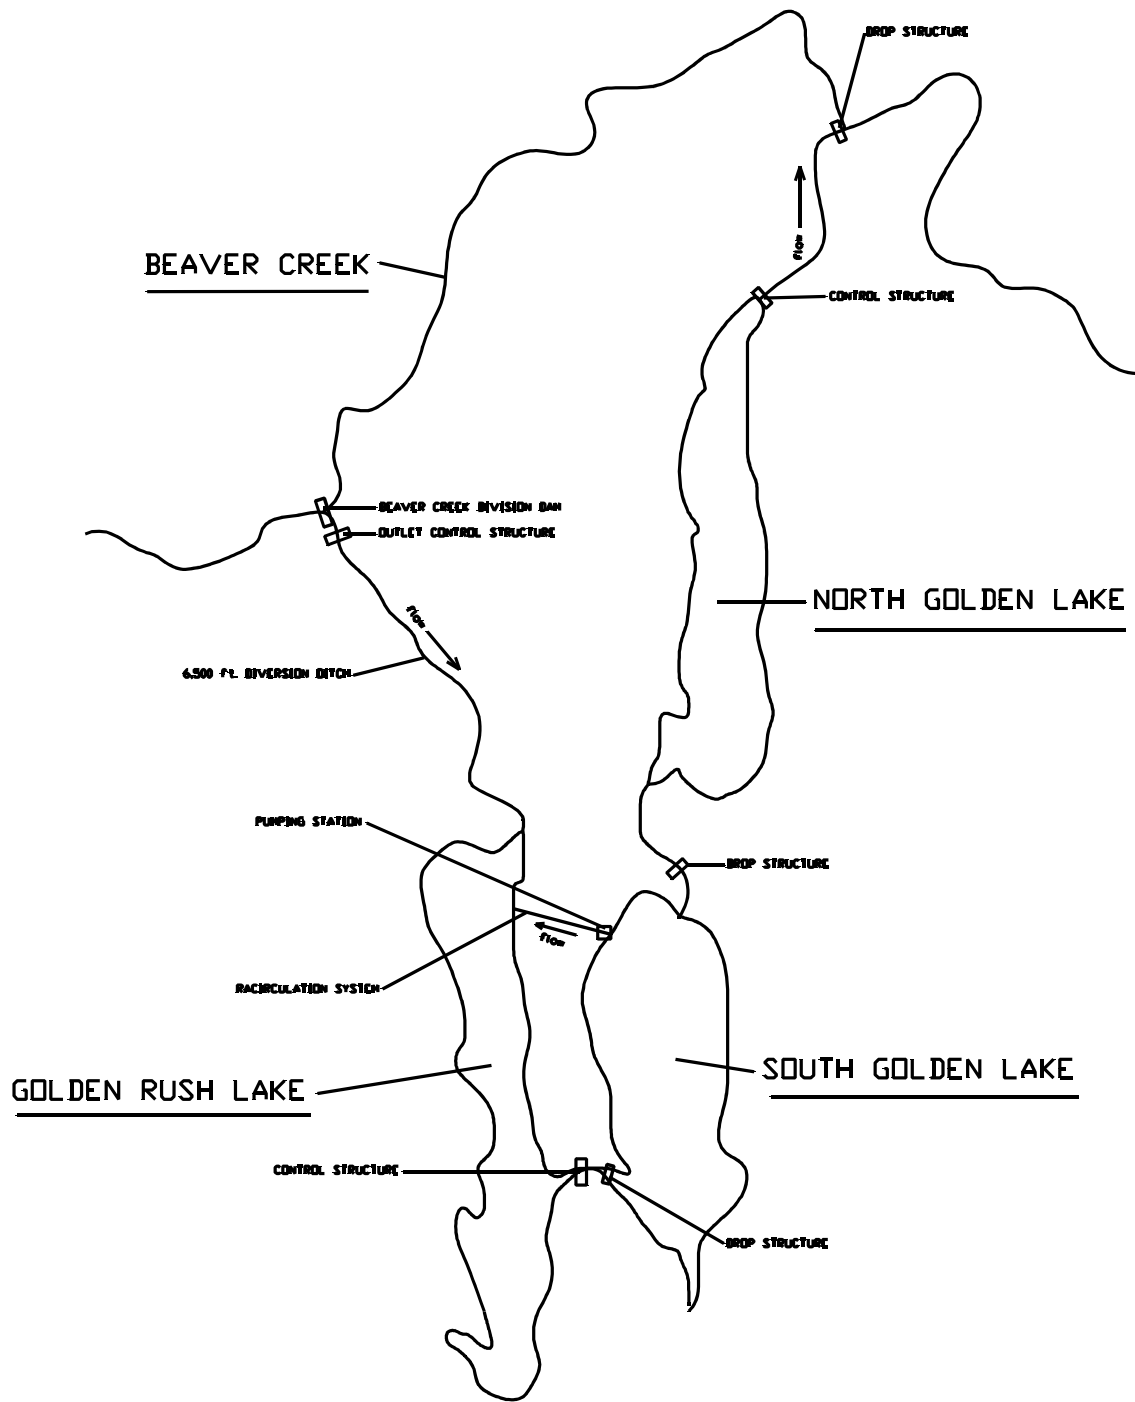 DROP STRUCTURE
BEAVER CREEK
flow
CONTROL STRUCTURE
BEAVER CREEK DIVISION DAM
OUTLET CONTROL STRUCTURE
NORTH GOLDEN LAKE
flow
6,500 ft. DIVERSION DITCH
PUMPING STATION
DROP STRUCTURE
flow
RACIRCULATION SYSTEM
SOUTH GOLDEN LAKE
GOLDEN RUSH LAKE
CONTROL STRUCTURE
DROP STRUCTURE